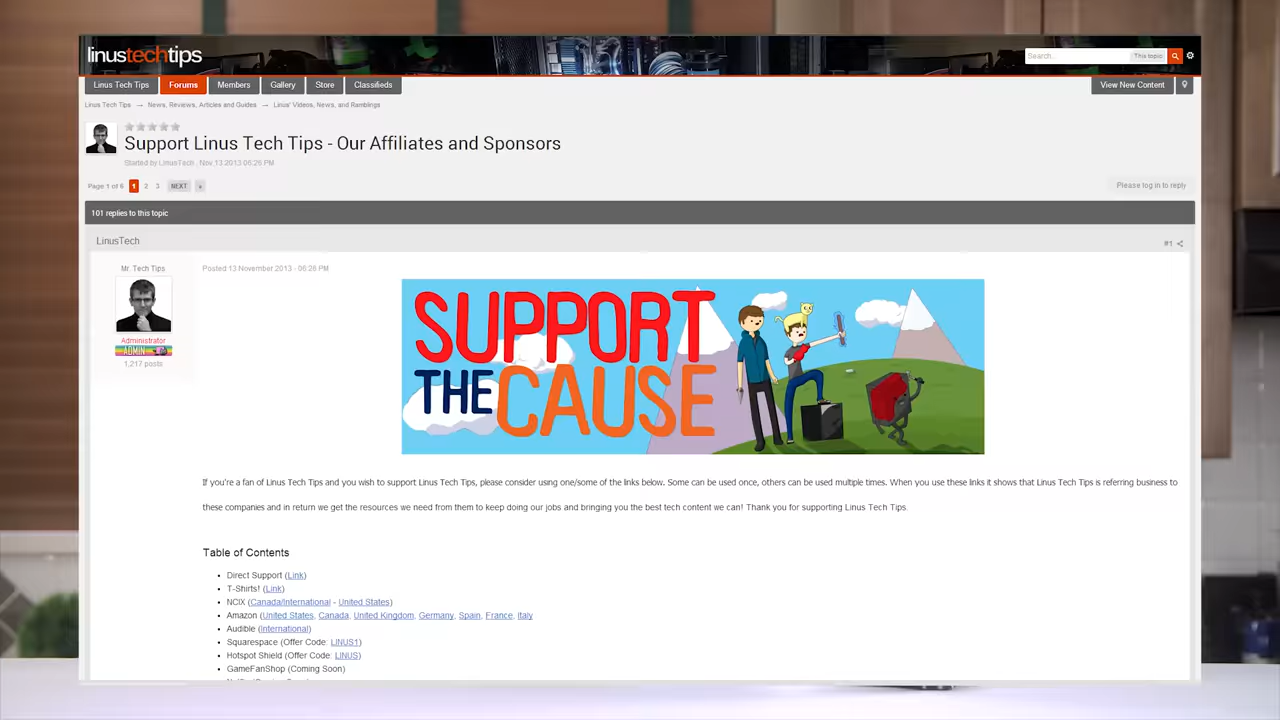 linustechtips
Search...
This topic
Linus Tech Tips
Forums
Members
Gallery
Store
Classifieds
View New Content
Linus Tech Tips → News, Reviews, Articles and Guides → Linus' Videos, News, and Ramblings
Support Linus Tech Tips - Our Affiliates and Sponsors
Started by LinusTech, Nov 13 2013 06:26 PM
Page 1 of 6 1 2 3 NEXT »
Please log in to reply
101 replies to this topic
LinusTech
#1
Mr. Tech Tips
Posted 13 November 2013 - 06:26 PM
SUPPORT
THE CAUSE
Administrator
ADMIN
1,217 posts
If you're a fan of Linus Tech Tips and you wish to support Linus Tech Tips, please consider using one/some of the links below. Some can be used once, others can be used multiple times. When you use these links it shows that Linus Tech Tips is referring business to
these companies and in return we get the resources we need from them to keep doing our jobs and bringing you the best tech content we can! Thank you for supporting Linus Tech Tips.
Table of Contents
• Direct Support (Link)
• T-Shirts! (Link)
• NCIX (Canada/International - United States)
• Amazon (United States, Canada, United Kingdom, Germany, Spain, France, Italy
• Audible (International)
• Squarespace (Offer Code: LINUS1)
• Hotspot Shield (Offer Code: LINUS)
• GameFanShop (Coming Soon)